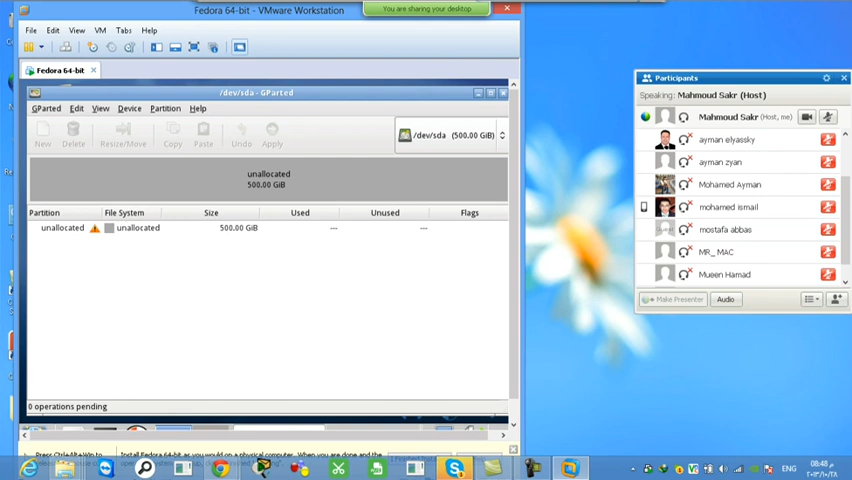 Fedora 64-bit - VMware Workstation
You are sharing your desktop
File Edit View VM Tabs Help
Fedora 64-bit
/dev/sda - GParted
GParted Edit View Device Partition Help
New Delete Resize/Move Copy Paste Undo Apply
/dev/sda (500.00 GiB)
unallocated
500.00 GiB
Partition File System Size Used Unused Flags
unallocated unallocated 500.00 GiB --- ---
0 operations pending
Install Fedora 64-bit as you would on a physical computer. When you are done and the
Participants
Speaking: Mahmoud Sakr (Host)
Mahmoud Sakr (Host, me)
ayman elyassky
ayman zyan
Mohamed Ayman
mohamed ismail
mostafa abbas
MR_ MAC
Mueen Hamad
Make Presenter Audio
ENG
08:48 م